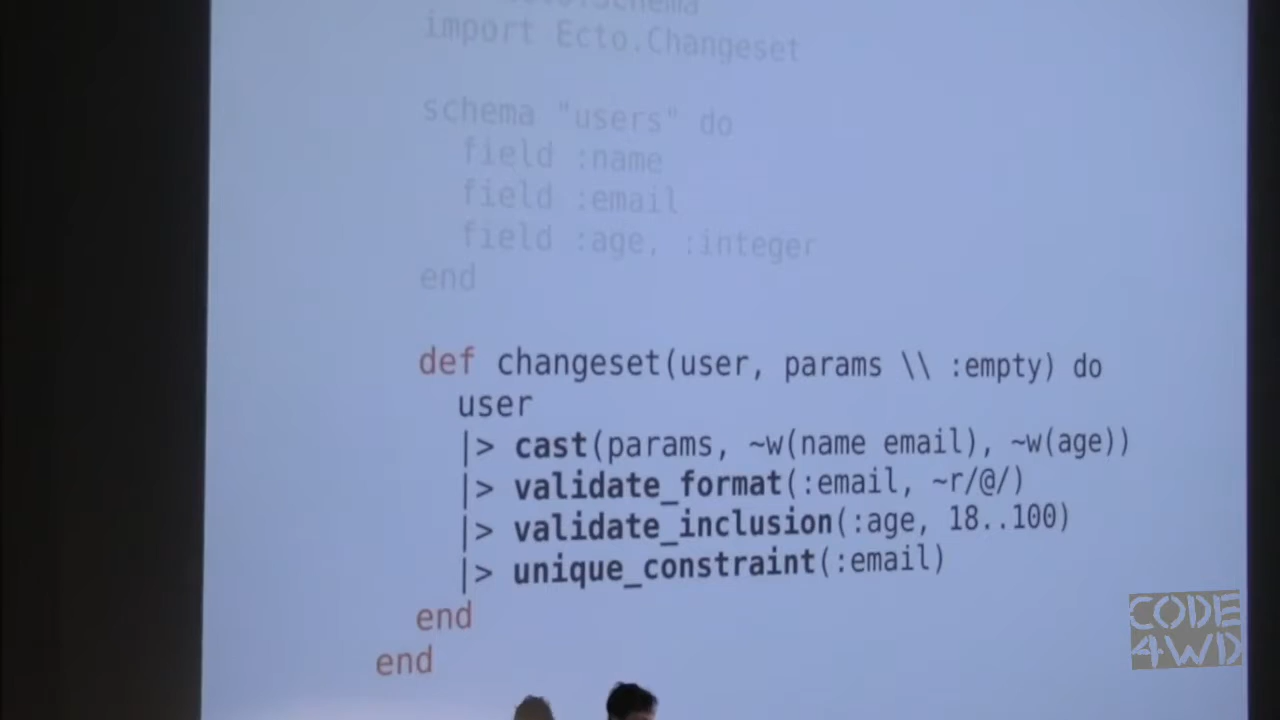 import Ecto.Changeset
schema "users" do
field :name
field :email
field :age, :integer
end
def changeset(user, params \\ :empty) do
user
|> cast(params, ~w(name email), ~w(age))
|> validate_format(:email, ~r/@/)
|> validate_inclusion(:age, 18..100)
|> unique_constraint(:email)
end
end
CODE
4WD